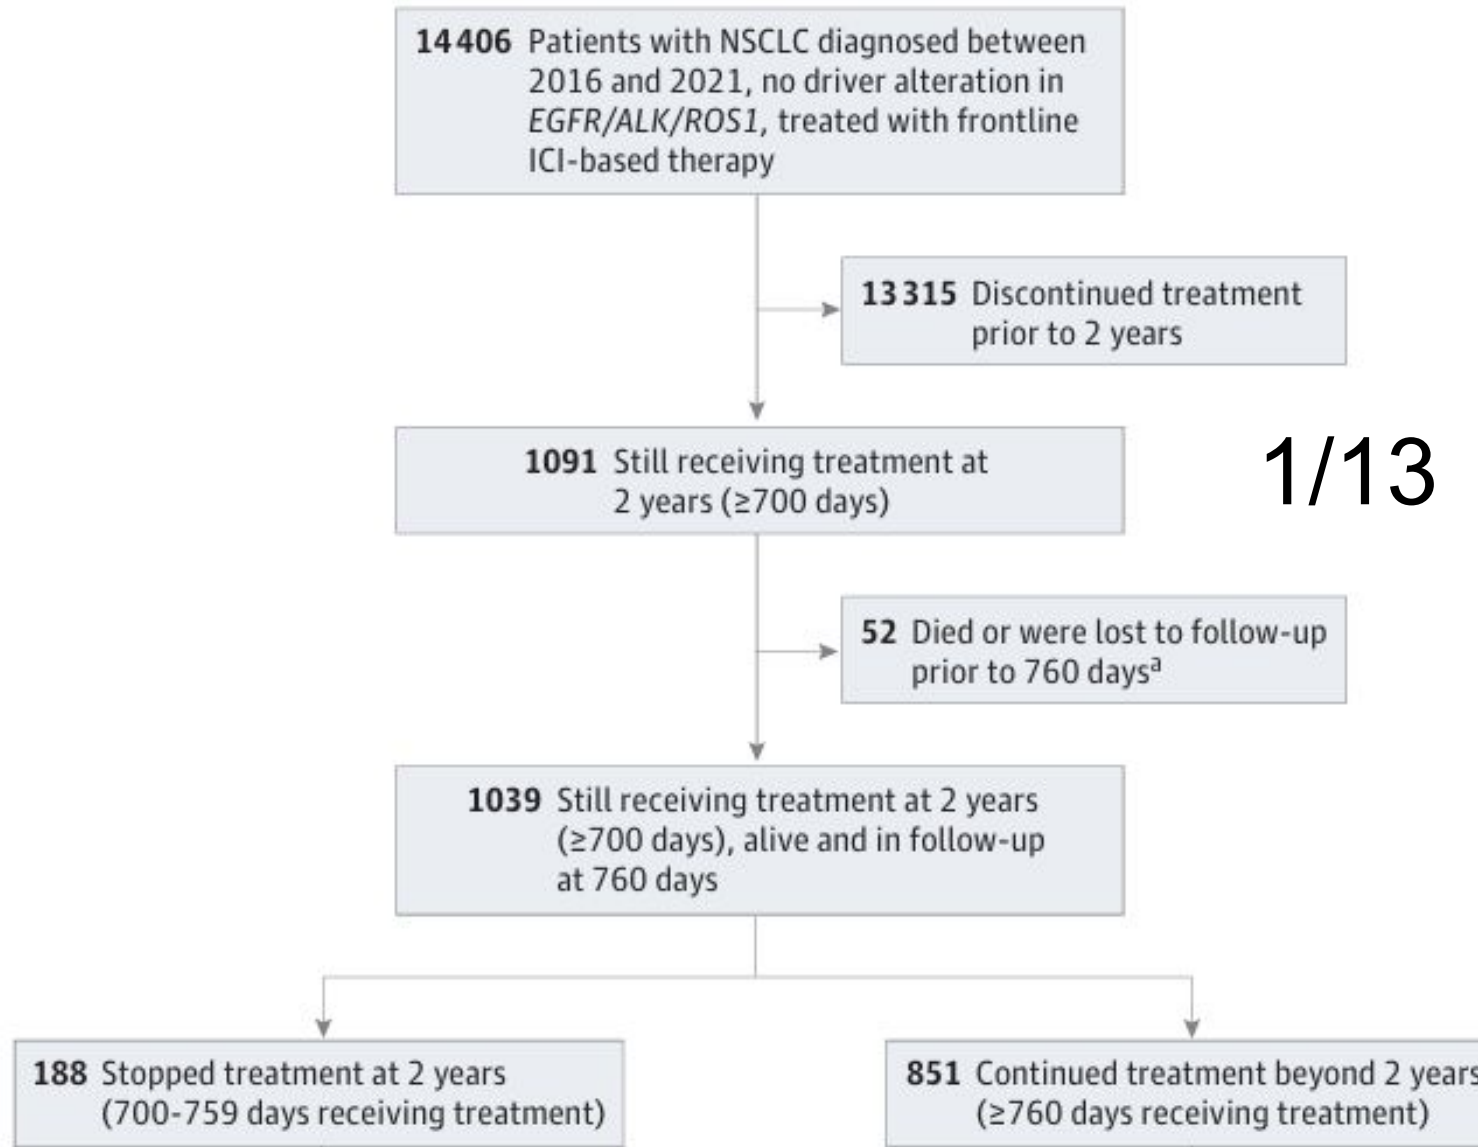 14 406 Patients with NSCLC diagnosed between
2016 and 2021, no driver alteration in
EGFR/ALK/ROS1, treated with frontline
ICI-based therapy
13 315 Discontinued treatment
prior to 2 years
1091 Still receiving treatment at
2 years (≥700 days)
1/13
52 Died or were lost to follow-up
prior to 760 daysᵃ
1039 Still receiving treatment at 2 years
(≥700 days), alive and in follow-up
at 760 days
188 Stopped treatment at 2 years
(700-759 days receiving treatment)
851 Continued treatment beyond 2 years
(≥760 days receiving treatment)